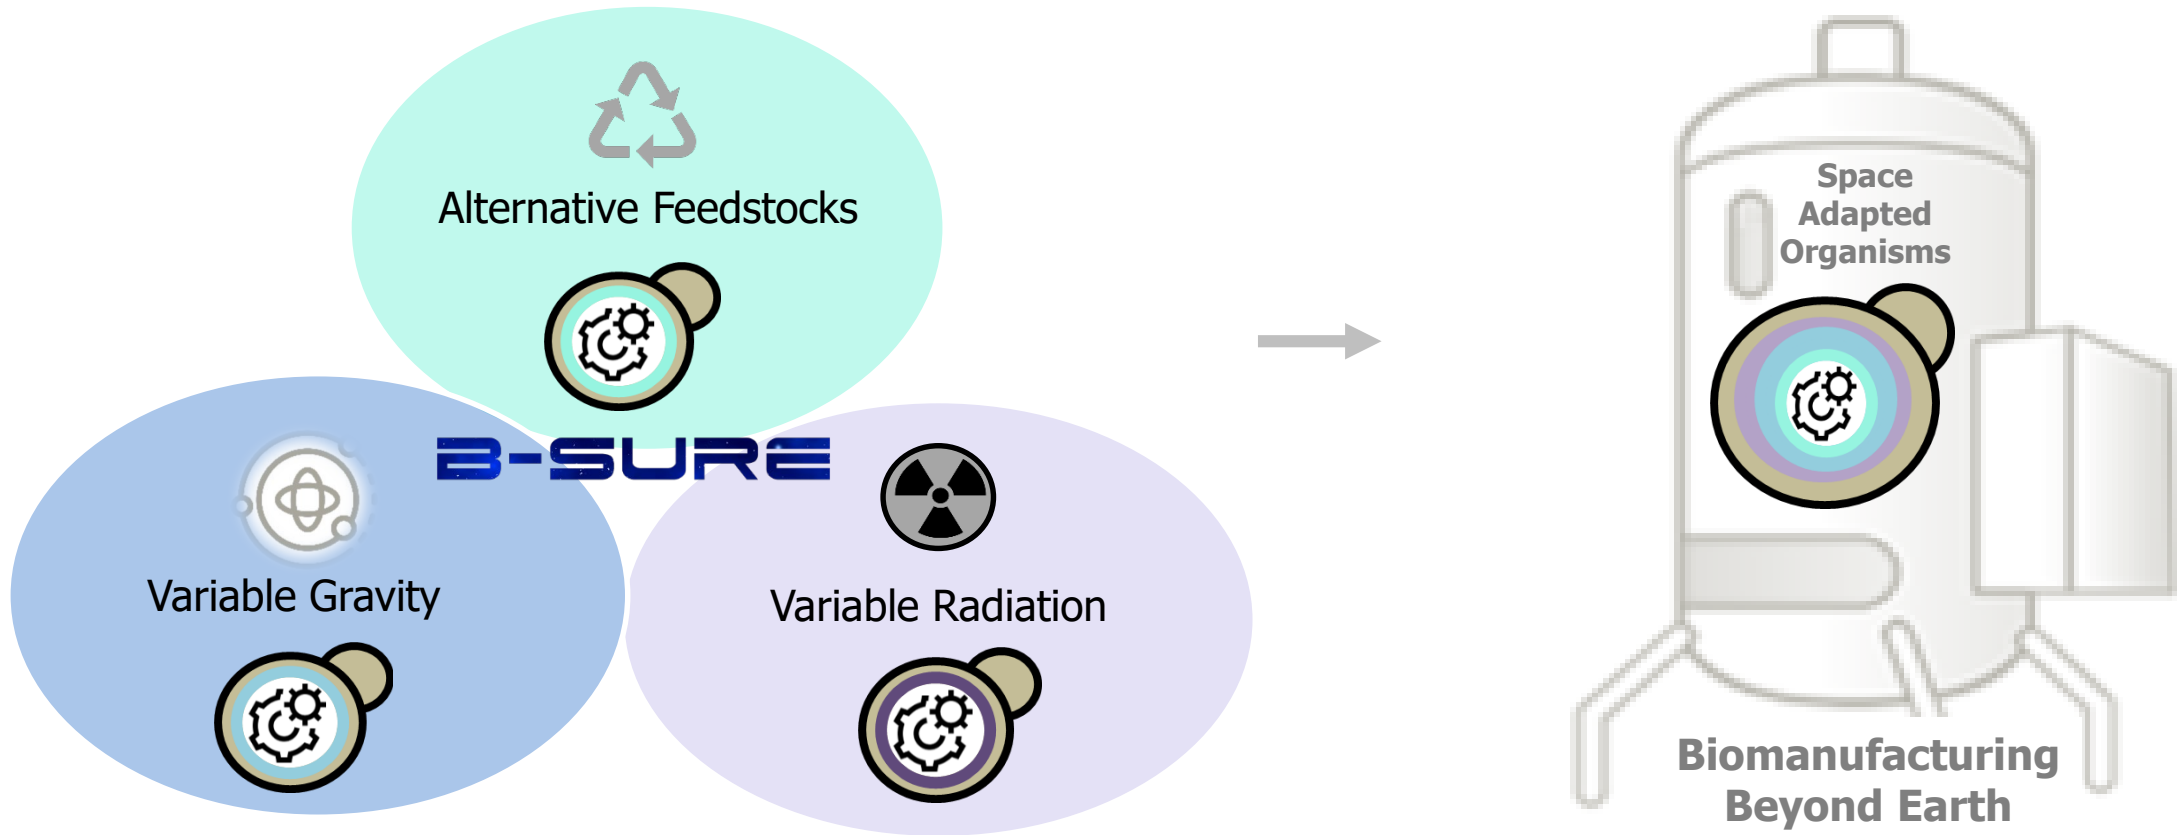 Alternative Feedstocks
B-SURE
Variable Gravity
Variable Radiation
Space
Adapted
Organisms
Biomanufacturing
Beyond Earth